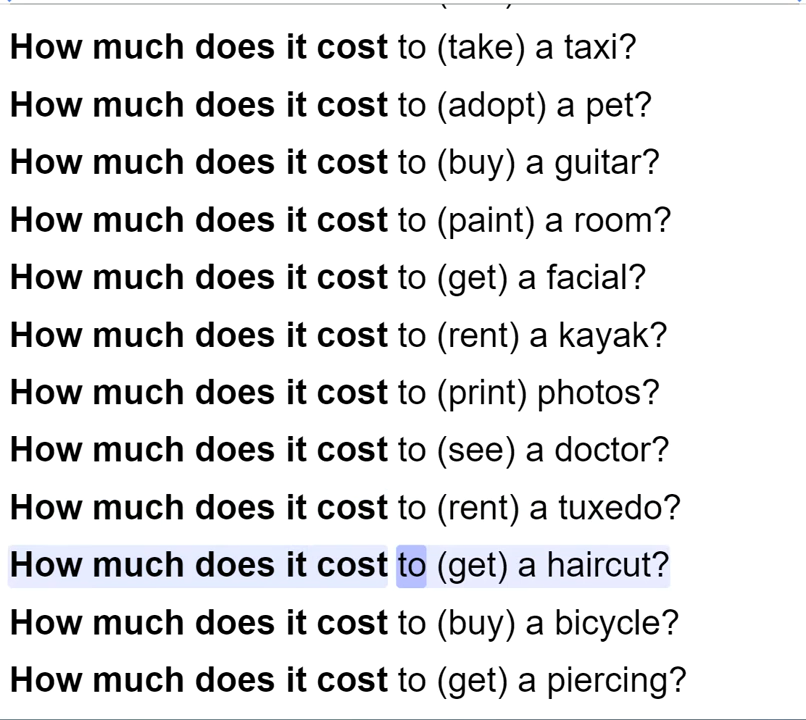 How much does it cost to (take) a taxi?
How much does it cost to (adopt) a pet?
How much does it cost to (buy) a guitar?
How much does it cost to (paint) a room?
How much does it cost to (get) a facial?
How much does it cost to (rent) a kayak?
How much does it cost to (print) photos?
How much does it cost to (see) a doctor?
How much does it cost to (rent) a tuxedo?
How much does it cost to (get) a haircut?
How much does it cost to (buy) a bicycle?
How much does it cost to (get) a piercing?